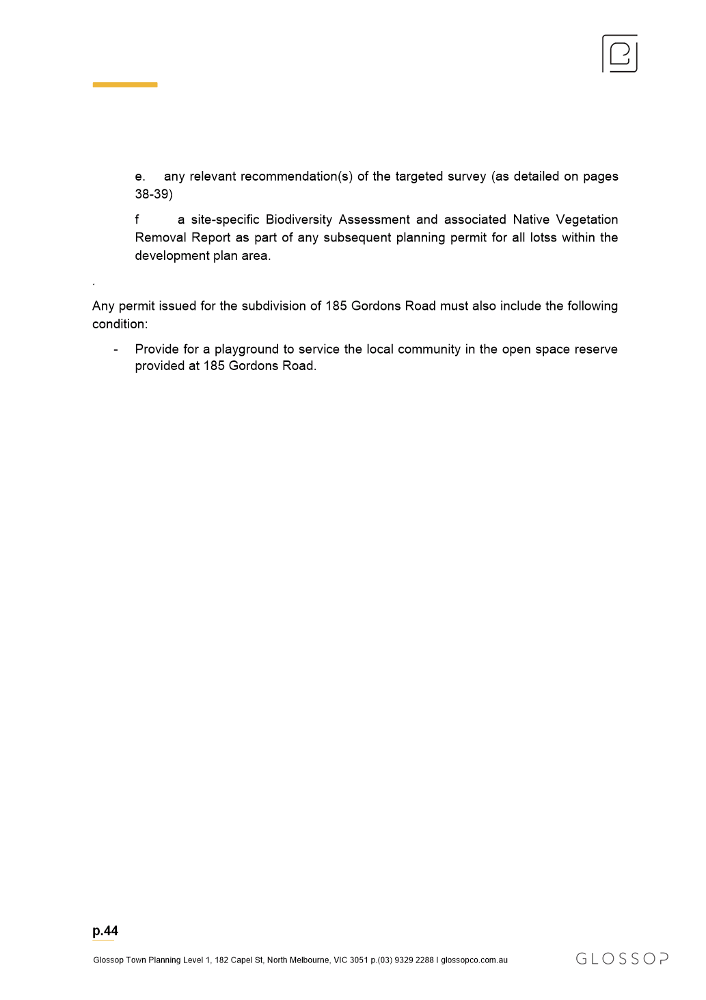 e. any relevant recommendation(s) of the targeted survey (as detailed on pages
38-39)
f a site-specific Biodiversity Assessment and associated Native Vegetation
Removal Report as part of any subsequent planning permit for all lotss within the
development plan area.
.
Any permit issued for the subdivision of 185 Gordons Road must also include the following
condition:
- Provide for a playground to service the local community in the open space reserve
provided at 185 Gordons Road.
p.44
Glossop Town Planning Level 1, 182 Capel St, North Melbourne, VIC 3051 p.(03) 9329 2288 I glossopco.com.au
GLOSSOP